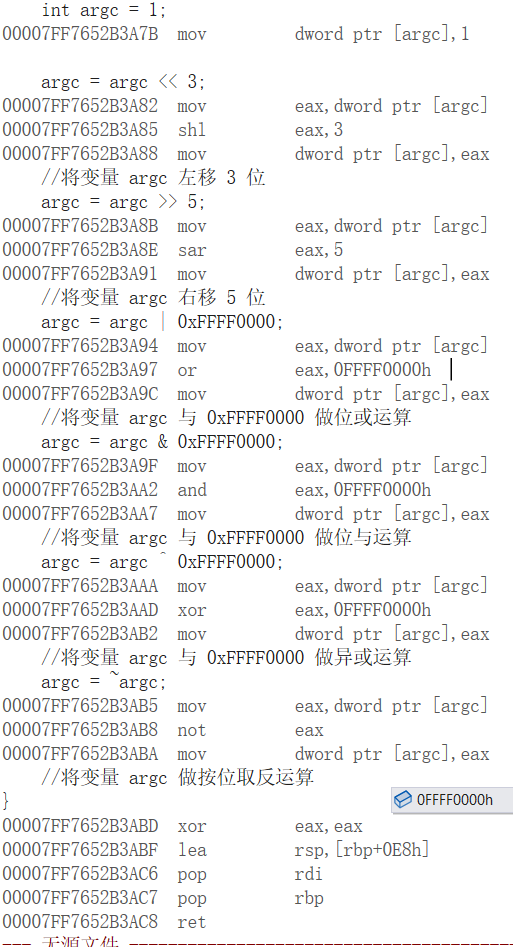 int argc = 1;
00007FF7652B3A7B mov dword ptr [argc],1
argc = argc << 3;
00007FF7652B3A82 mov eax,dword ptr [argc]
00007FF7652B3A85 shl eax,3
00007FF7652B3A88 mov dword ptr [argc],eax
//将变量 argc 左移 3 位
argc = argc >> 5;
00007FF7652B3A8B mov eax,dword ptr [argc]
00007FF7652B3A8E sar eax,5
00007FF7652B3A91 mov dword ptr [argc],eax
//将变量 argc 右移 5 位
argc = argc | 0xFFFF0000;
00007FF7652B3A94 mov eax,dword ptr [argc]
00007FF7652B3A97 or eax,0FFFF0000h
00007FF7652B3A9C mov dword ptr [argc],eax
//将变量 argc 与 0xFFFF0000 做位或运算
argc = argc & 0xFFFF0000;
00007FF7652B3A9F mov eax,dword ptr [argc]
00007FF7652B3AA2 and eax,0FFFF0000h
00007FF7652B3AA7 mov dword ptr [argc],eax
//将变量 argc 与 0xFFFF0000 做位与运算
argc = argc ^ 0xFFFF0000;
00007FF7652B3AAA mov eax,dword ptr [argc]
00007FF7652B3AAD xor eax,0FFFF0000h
00007FF7652B3AB2 mov dword ptr [argc],eax
//将变量 argc 与 0xFFFF0000 做异或运算
argc = ~argc;
00007FF7652B3AB5 mov eax,dword ptr [argc]
00007FF7652B3AB8 not eax
00007FF7652B3ABA mov dword ptr [argc],eax
//将变量 argc 做按位取反运算
}
0FFFF0000h
00007FF7652B3ABD xor eax,eax
00007FF7652B3ABF lea rsp,[rbp+0E8h]
00007FF7652B3AC6 pop rdi
00007FF7652B3AC7 pop rbp
00007FF7652B3AC8 ret
--- 无源文件 ---------------------------------------